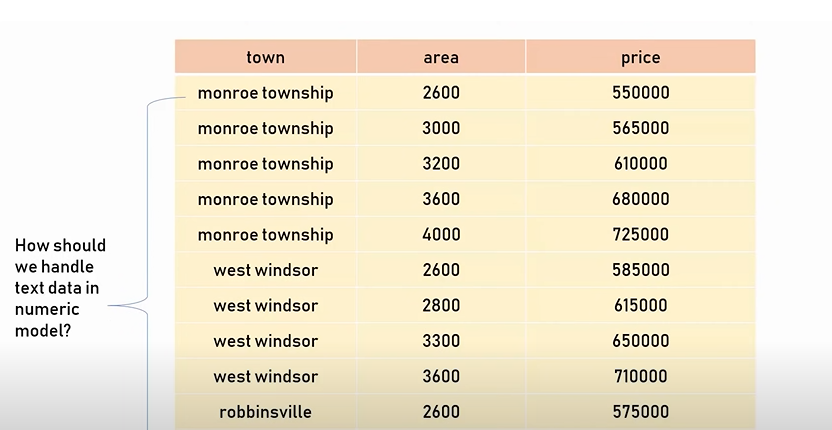 town area price
monroe township 2600 550000
monroe township 3000 565000
monroe township 3200 610000
monroe township 3600 680000
monroe township 4000 725000
west windsor 2600 585000
west windsor 2800 615000
west windsor 3300 650000
west windsor 3600 710000
robbinsville 2600 575000
How should
we handle
text data in
numeric
model?